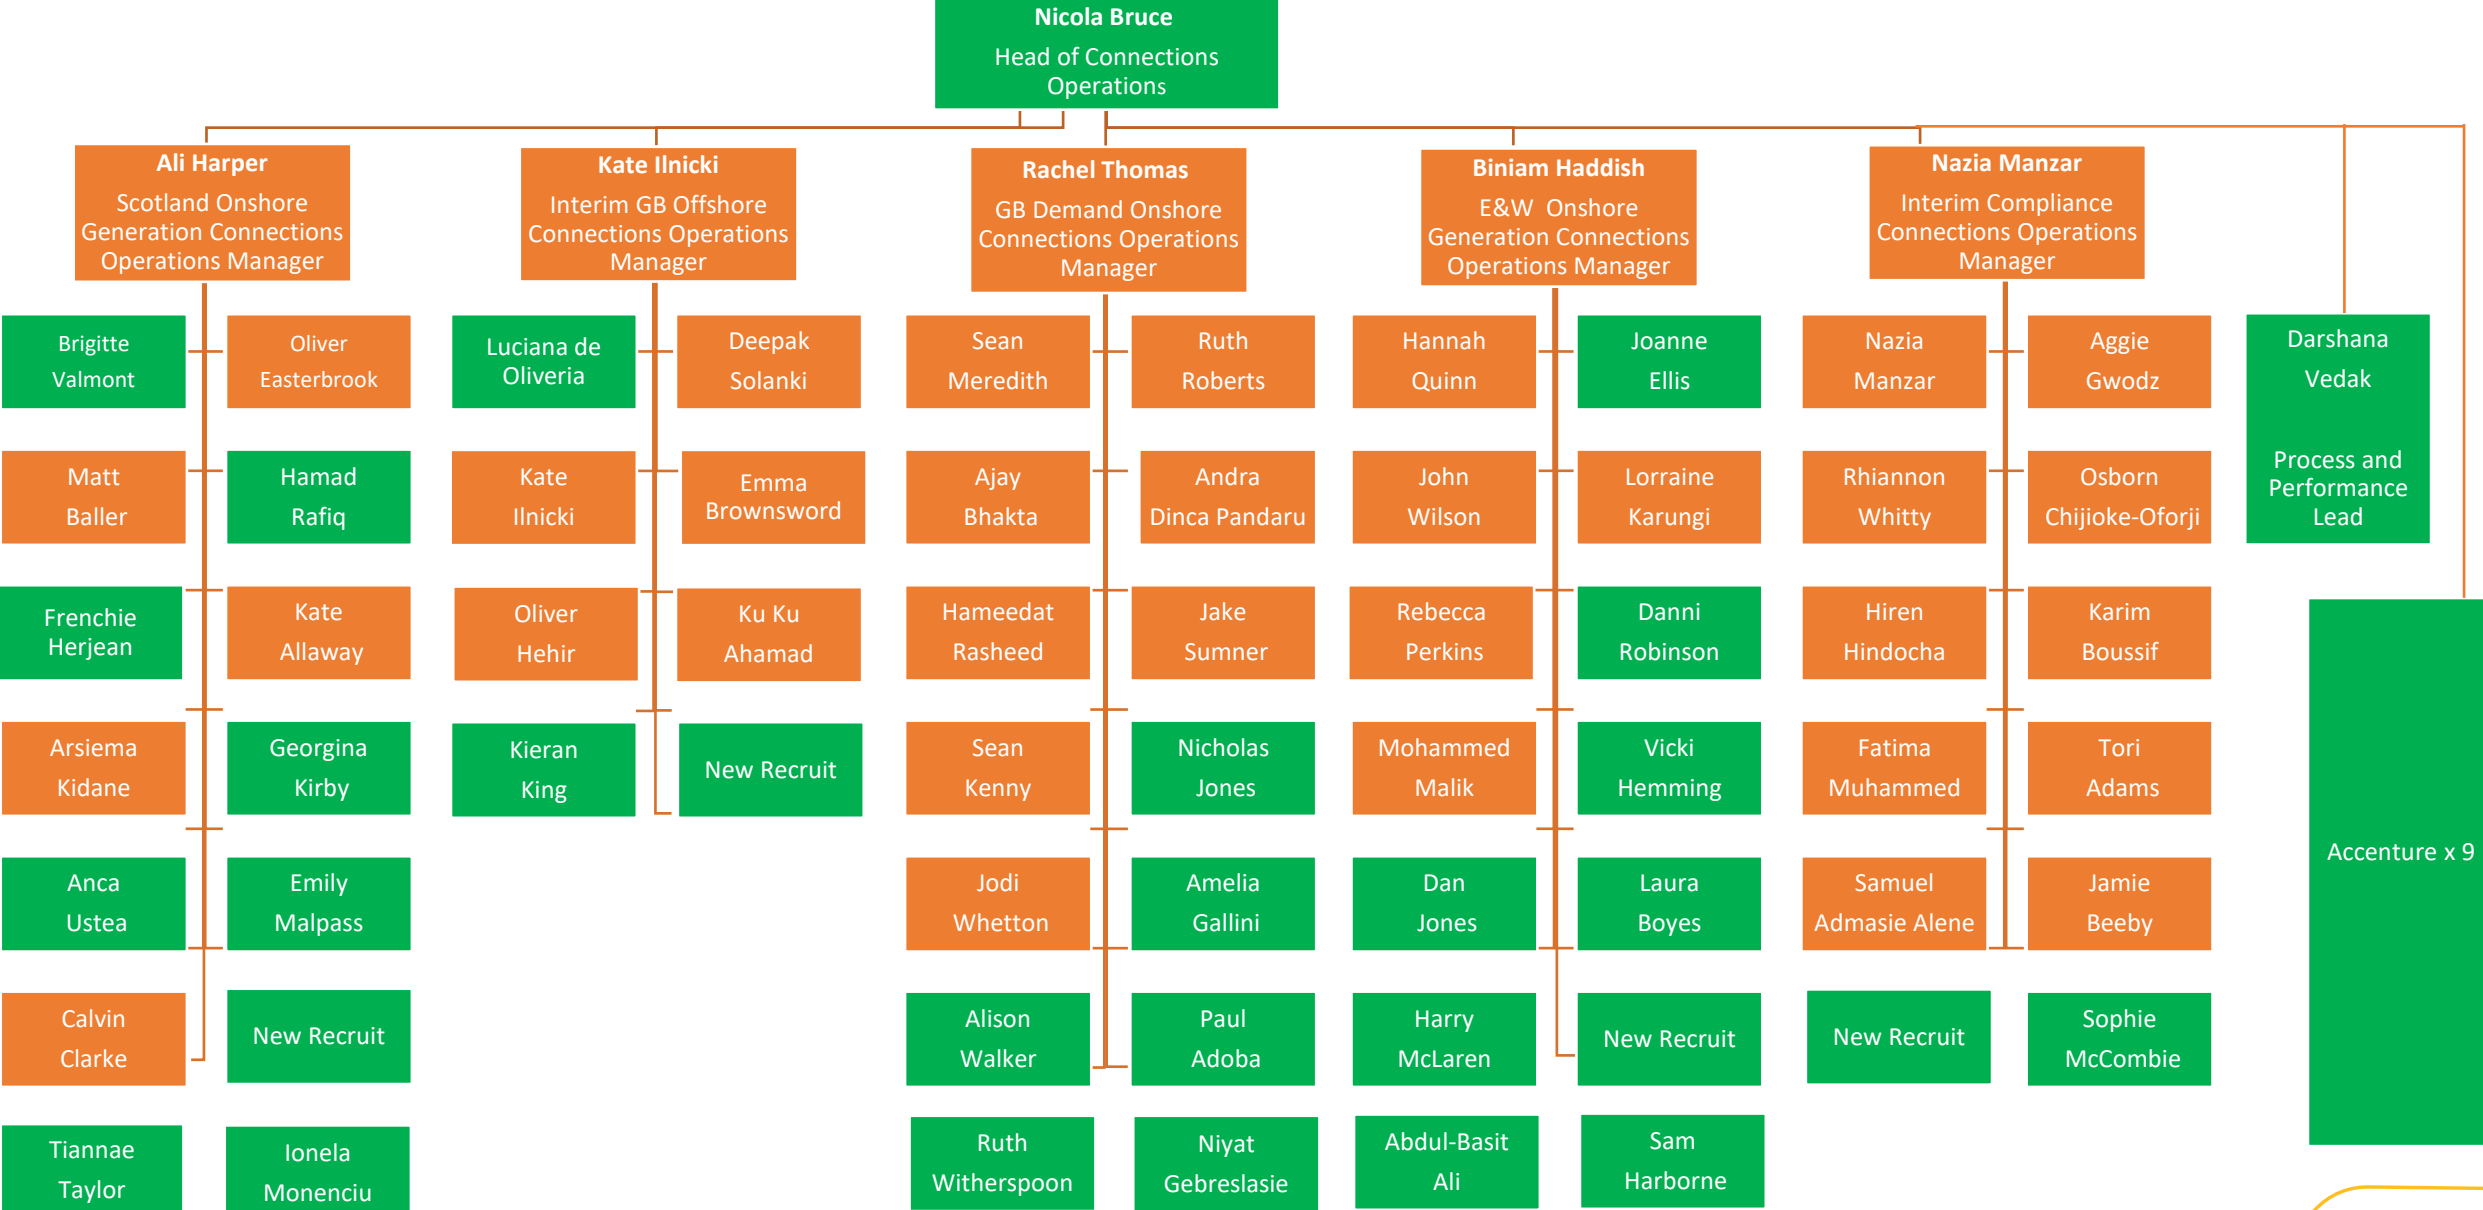 Nicola Bruce
Head of Connections
Operations
Ali Harper
Scotland Onshore
Generation Connections
Operations Manager
Kate Ilnicki
Interim GB Offshore
Connections Operations
Manager
Rachel Thomas
GB Demand Onshore
Connections Operations
Manager
Biniam Haddish
E&W Onshore
Generation Connections
Operations Manager
Nazia Manzar
Interim Compliance
Connections Operations
Manager
Brigitte
Valmont
Oliver
Easterbrook
Luciana de
Oliveria
Deepak
Solanki
Sean
Meredith
Ruth
Roberts
Hannah
Quinn
Joanne
Ellis
Nazia
Manzar
Aggie
Gwodz
Darshana
Vedak
Process and
Performance
Lead
Matt
Baller
Hamad
Rafiq
Kate
Ilnicki
Emma
Brownsword
Ajay
Bhakta
Andra
Dinca Pandaru
John
Wilson
Lorraine
Karungi
Rhiannon
Whitty
Osborn
Chijioke-Oforji
Frenchie
Herjean
Kate
Allaway
Oliver
Hehir
Ku Ku
Ahamad
Hameedat
Rasheed
Jake
Sumner
Rebecca
Perkins
Danni
Robinson
Hiren
Hindocha
Karim
Boussif
Arsiema
Kidane
Georgina
Kirby
Kieran
King
New Recruit
Sean
Kenny
Nicholas
Jones
Mohammed
Malik
Vicki
Hemming
Fatima
Muhammed
Tori
Adams
Accenture x 9
Anca
Ustea
Emily
Malpass
Jodi
Whetton
Amelia
Gallini
Dan
Jones
Laura
Boyes
Samuel
Admasie Alene
Jamie
Beeby
Calvin
Clarke
New Recruit
Alison
Walker
Paul
Adoba
Harry
McLaren
New Recruit
New Recruit
Sophie
McCombie
Tiannae
Taylor
Ionela
Monenciu
Ruth
Witherspoon
Niyat
Gebreslasie
Abdul-Basit
Ali
Sam
Harborne